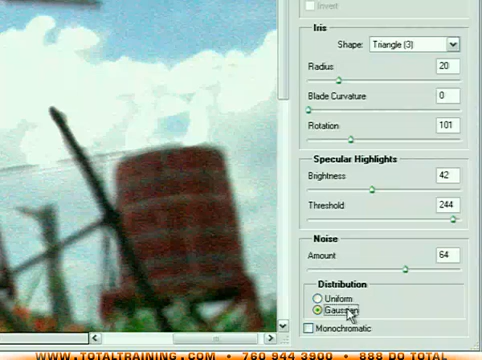 Invert
Iris
Shape: Triangle (3)
Radius 20
Blade Curvature 0
Rotation 101
Specular Highlights
Brightness 42
Threshold 244
Noise
Amount 64
Distribution
Uniform
Gaussian
Monochromatic
WWW.TOTALTRAINING.COM • 760 944 3900 • 888 DO TOTAL